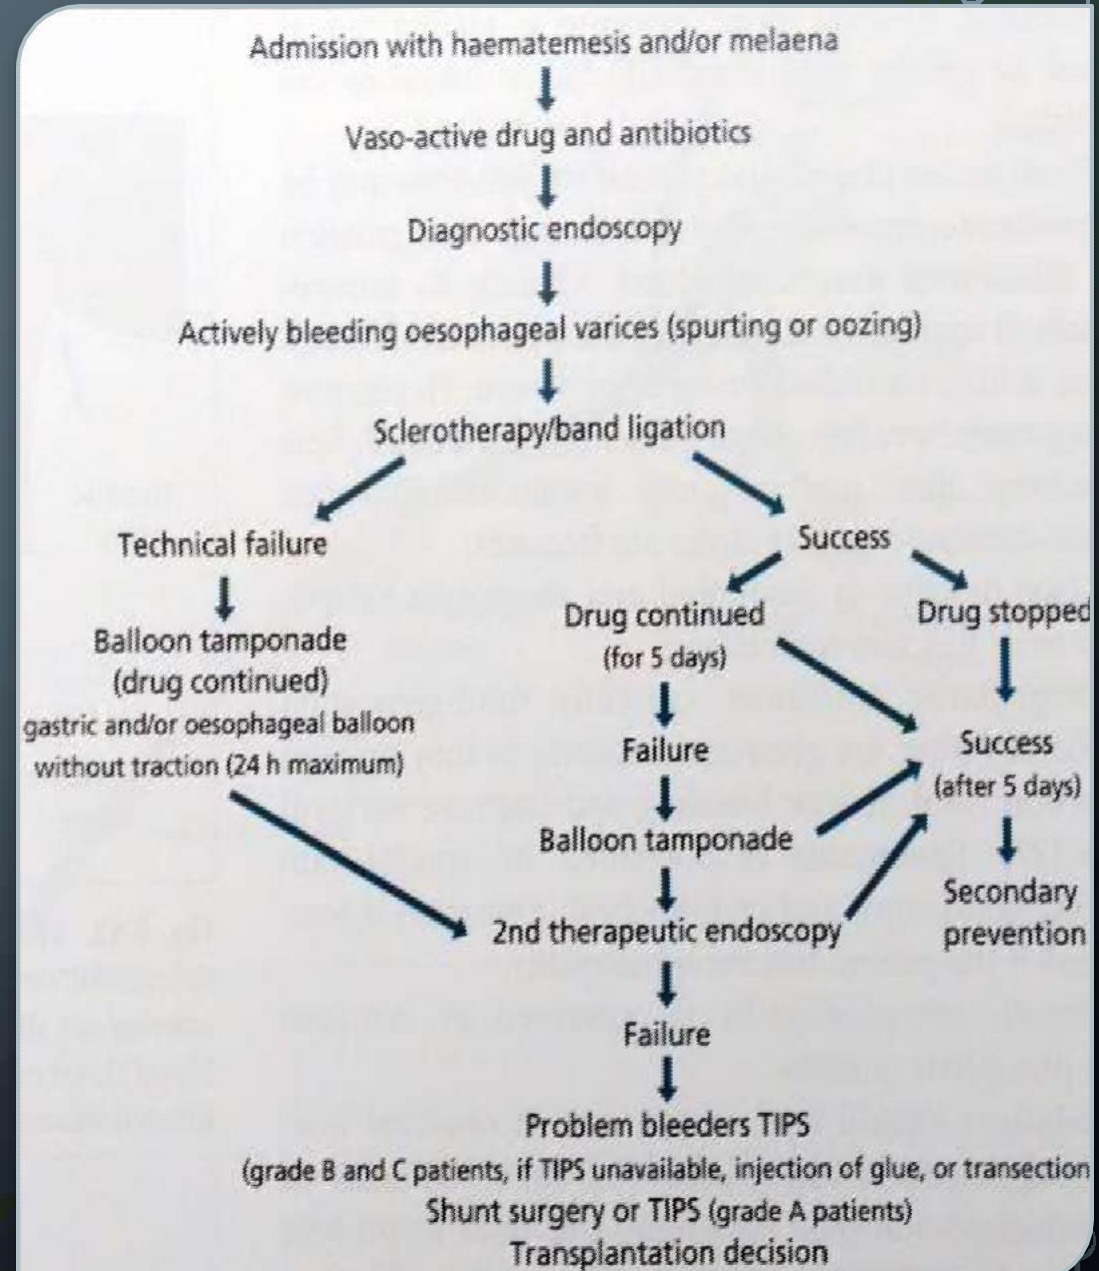 Admission with haematemesis and/or melaena
Vaso-active drug and antibiotics
Diagnostic endoscopy
Actively bleeding oesophageal varices (spurting or oozing)
Sclerotherapy/band ligation
Technical failure
Success
Balloon tamponade
(drug continued)
gastric and/or oesophageal balloon
without traction (24 h maximum)
Drug continued
(for 5 days)
Drug stopped
Failure
Success
(after 5 days)
Balloon tamponade
Secondary
prevention
2nd therapeutic endoscopy
Failure
Problem bleeders TIPS
(grade B and C patients, if TIPS unavailable, injection of glue, or transection
Shunt surgery or TIPS (grade A patients)
Transplantation decision